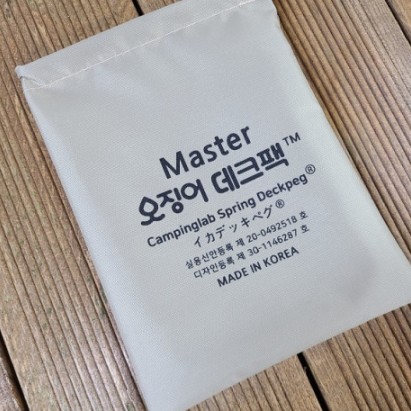 Master
오징어 데크팩™
Campinglab Spring Deckpeg®
イカデッキペグ®
실용신안등록 제 20-0492518 호
디자인등록 제 30-1146287 호
MADE IN KOREA